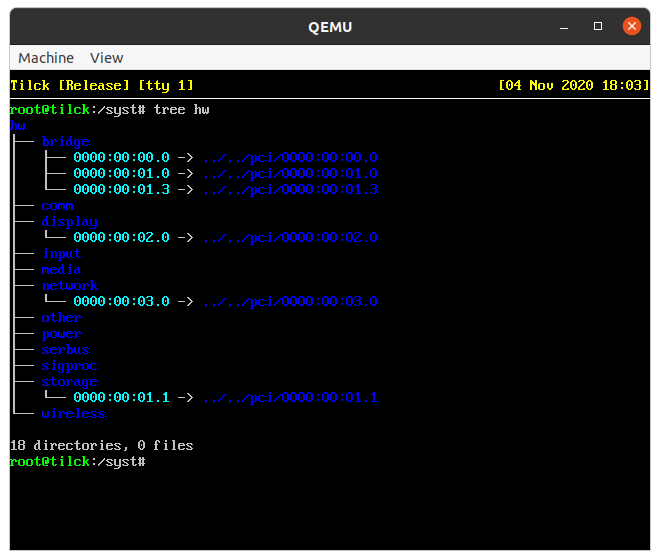 QEMU
Machine View
Tilck [Release] [tty 1] [04 Nov 2020 18:03]
root@tilck:/syst# tree hw
hw
├── bridge
│   ├── 0000:00:00.0 -> ../../pci/0000:00:00.0
│   ├── 0000:00:01.0 -> ../../pci/0000:00:01.0
│   └── 0000:00:01.3 -> ../../pci/0000:00:01.3
├── comm
├── display
│   └── 0000:00:02.0 -> ../../pci/0000:00:02.0
├── input
├── media
├── network
│   └── 0000:00:03.0 -> ../../pci/0000:00:03.0
├── other
├── power
├── serbus
├── sigproc
├── storage
│   └── 0000:00:01.1 -> ../../pci/0000:00:01.1
└── wireless
18 directories, 0 files
root@tilck:/syst#